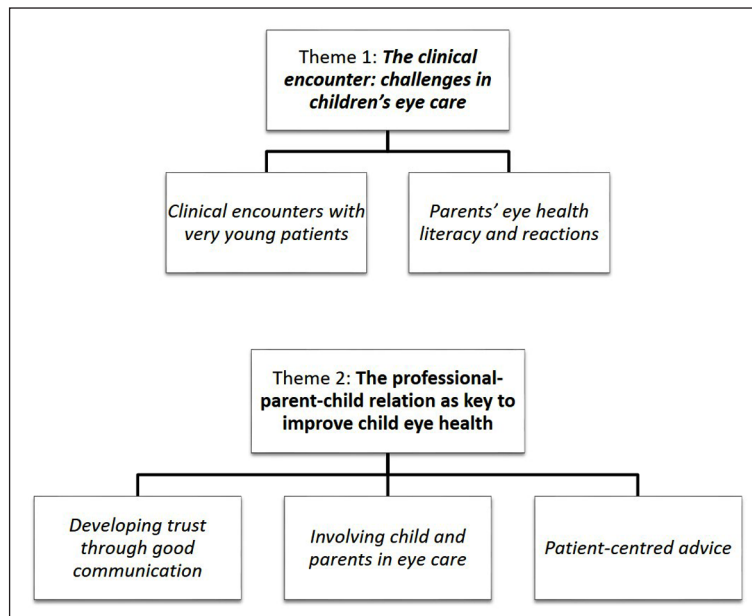 Theme 1: The clinical
encounter: challenges in
children’s eye care
Clinical encounters with
very young patients
Parents’ eye health
literacy and reactions
Theme 2: The professional-
parent-child relation as key to
improve child eye health
Developing trust
through good
communication
Involving child and
parents in eye care
Patient-centred advice